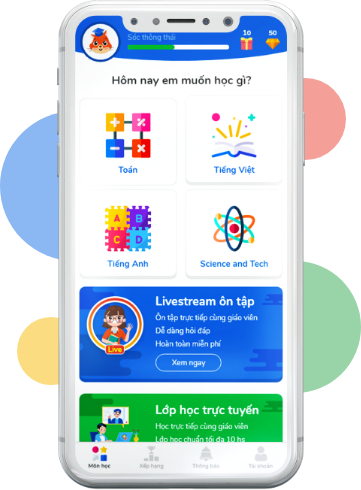 Sóc thông thái
10
50
Hôm nay em muốn học gì?
Toán
Tiếng Việt
A B
C D
Tiếng Anh
Science and Tech
Livestream ôn tập
Ôn tập trực tiếp cùng giáo viên
Dễ dàng hỏi đáp
Hoàn toàn miễn phí
Live
Xem ngay
Lớp học trực tuyến
Học trực tiếp cùng giáo viên
Lớp học chuẩn tối đa 10 hs
Môn học
Xếp hạng
Thông báo
Tài khoản